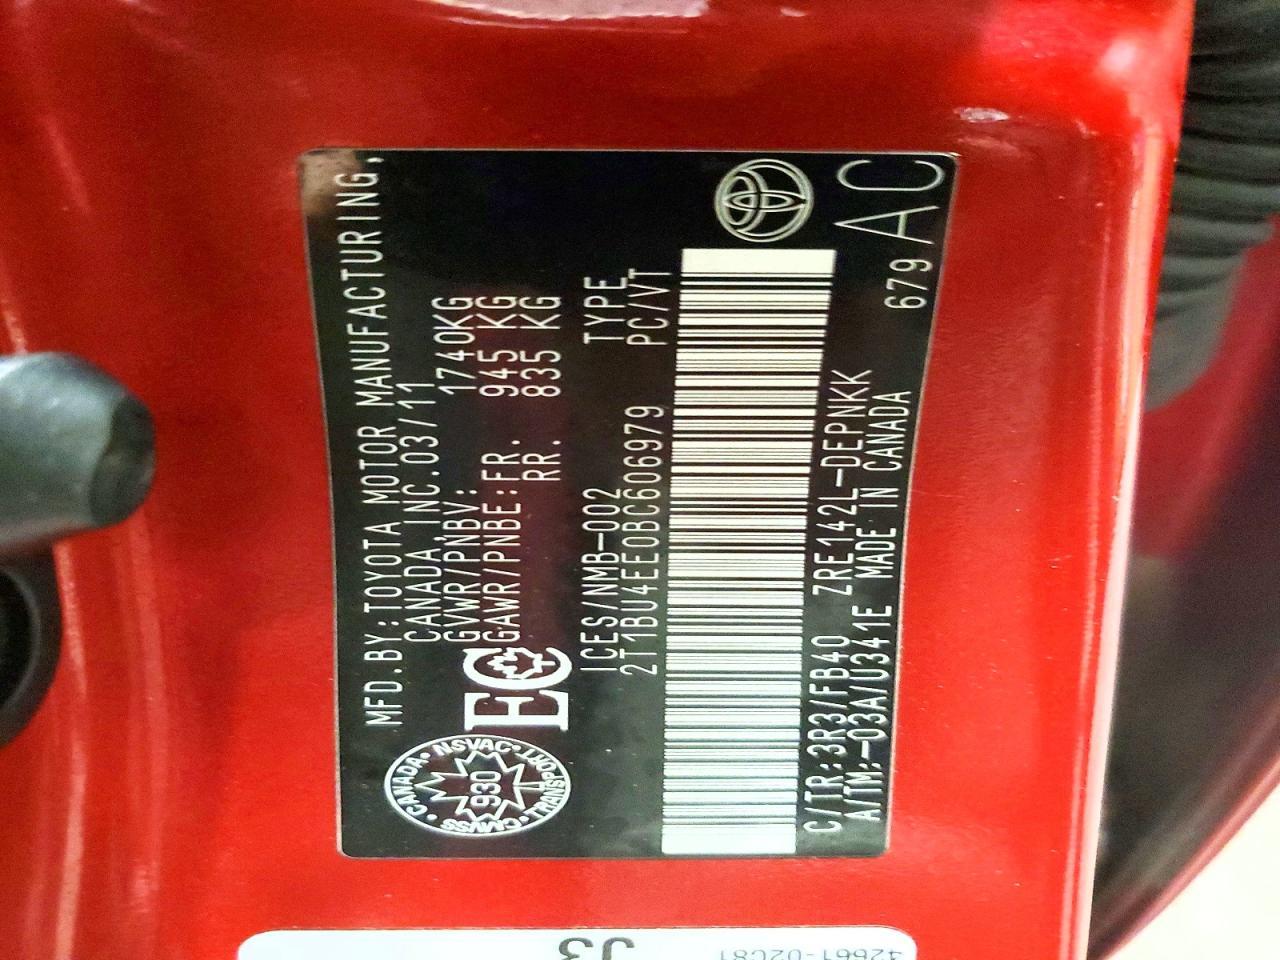 MFD.BY:TOYOTA MOTOR MANUFACTURING,
CANADA,INC.03/11
GVWR/PNBV: 1740KG
GAWR/PNBE:FR. 945 KG
RR. 835 KG
EC
CANADA • NSVAC • TRANSPORT • CMVSS •
930
ICES/NMB-002 TYPE
2T1BU4EE0BC606979 PC/VT
C/TR:3R3/FB40 ZRE142L-DEPNKK 679 AC
A/TM:-03A/U341E MADE IN CANADA
J3
42661-02C81